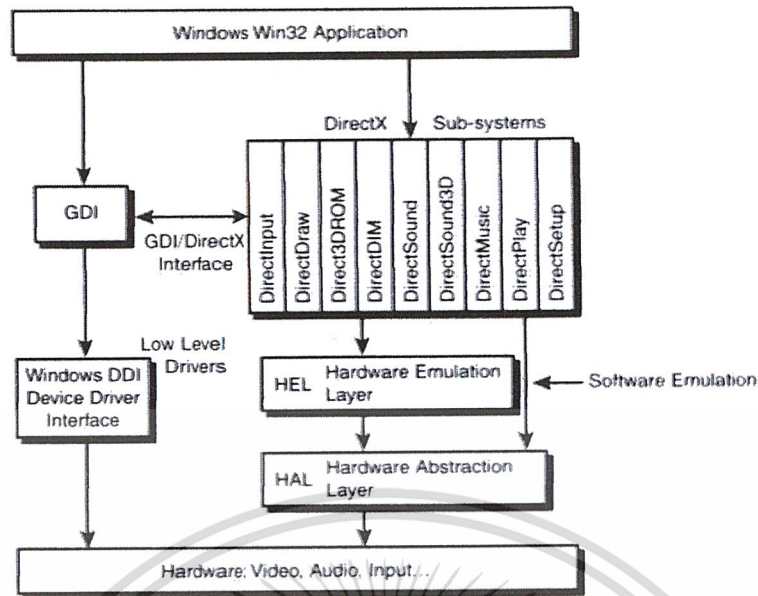 Windows Win32 Application
DirectX Sub-systems
GDI
GDI/DirectX
Interface
DirectInput
DirectDraw
Direct3DROM
DirectDIM
DirectSound
DirectSound3D
DirectMusic
DirectPlay
DirectSetup
Low Level
Drivers
Windows DDI
Device Driver
Interface
HEL Hardware Emulation
Layer
Software Emulation
HAL Hardware Abstraction
Layer
Hardware: Video, Audio, Input...